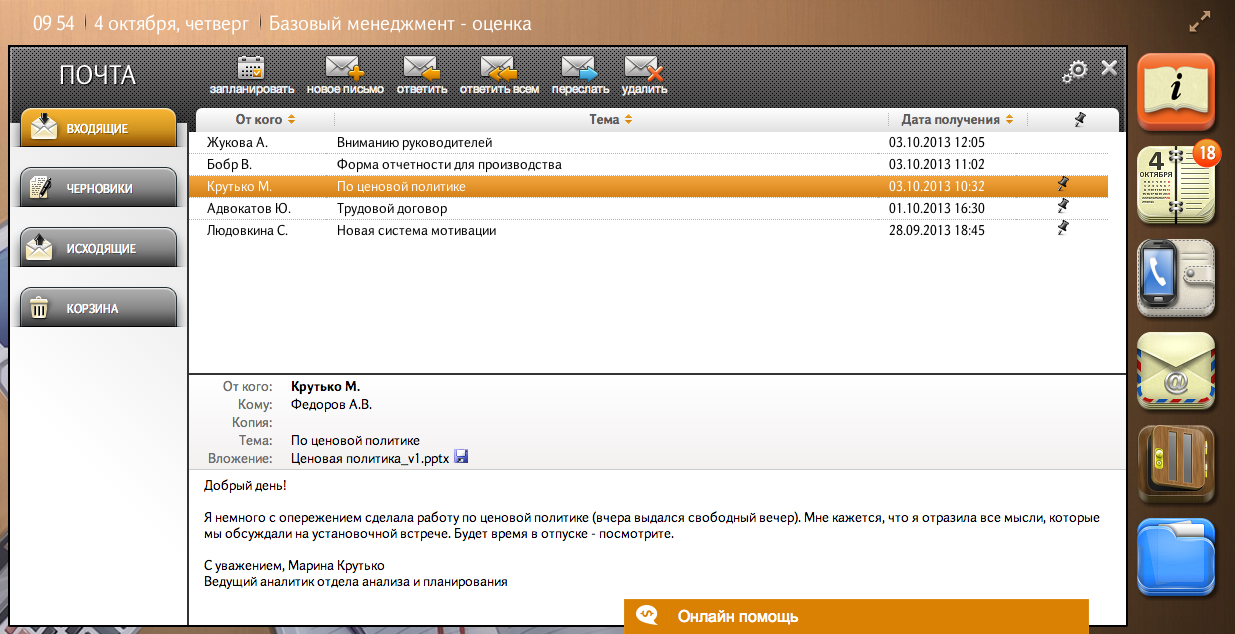 09 54 4 октября, четверг Базовый менеджмент - оценка
ПОЧТА
запланировать новое письмо ответить ответить всем переслать удалить
ВХОДЯЩИЕ
ЧЕРНОВИКИ
ИСХОДЯЩИЕ
КОРЗИНА
От кого Тема Дата получения
Жукова А. Вниманию руководителей 03.10.2013 12:05
Бобр В. Форма отчетности для производства 03.10.2013 11:02
Крутько М. По ценовой политике 03.10.2013 10:32
Адвокатов Ю. Трудовой договор 01.10.2013 16:30
Людовкина С. Новая система мотивации 28.09.2013 18:45
От кого: Крутько М.
Кому: Федоров А.В.
Копия:
Тема: По ценовой политике
Вложение: Ценовая политика_v1.pptx
Добрый день!
Я немного с опережением сделала работу по ценовой политике (вчера выдался свободный вечер). Мне кажется, что я отразила все мысли, которые
мы обсуждали на установочной встрече. Будет время в отпуске - посмотрите.
С уважением, Марина Крутько
Ведущий аналитик отдела анализа и планирования
Онлайн помощь
i
18
4
ОКТЯБРЯ
@